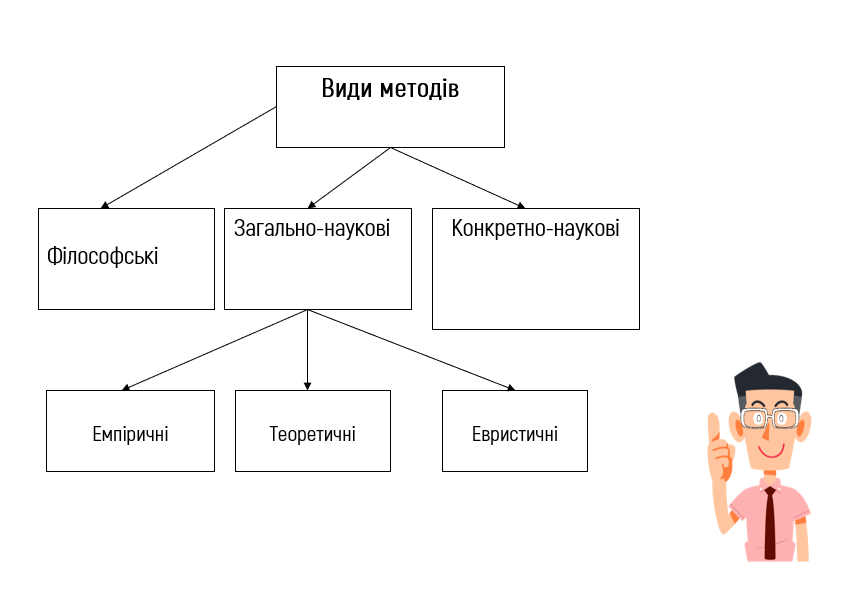 Види методів
Філософські
Загально-наукові
Конкретно-наукові
Емпіричні
Теоретичні
Евристичні